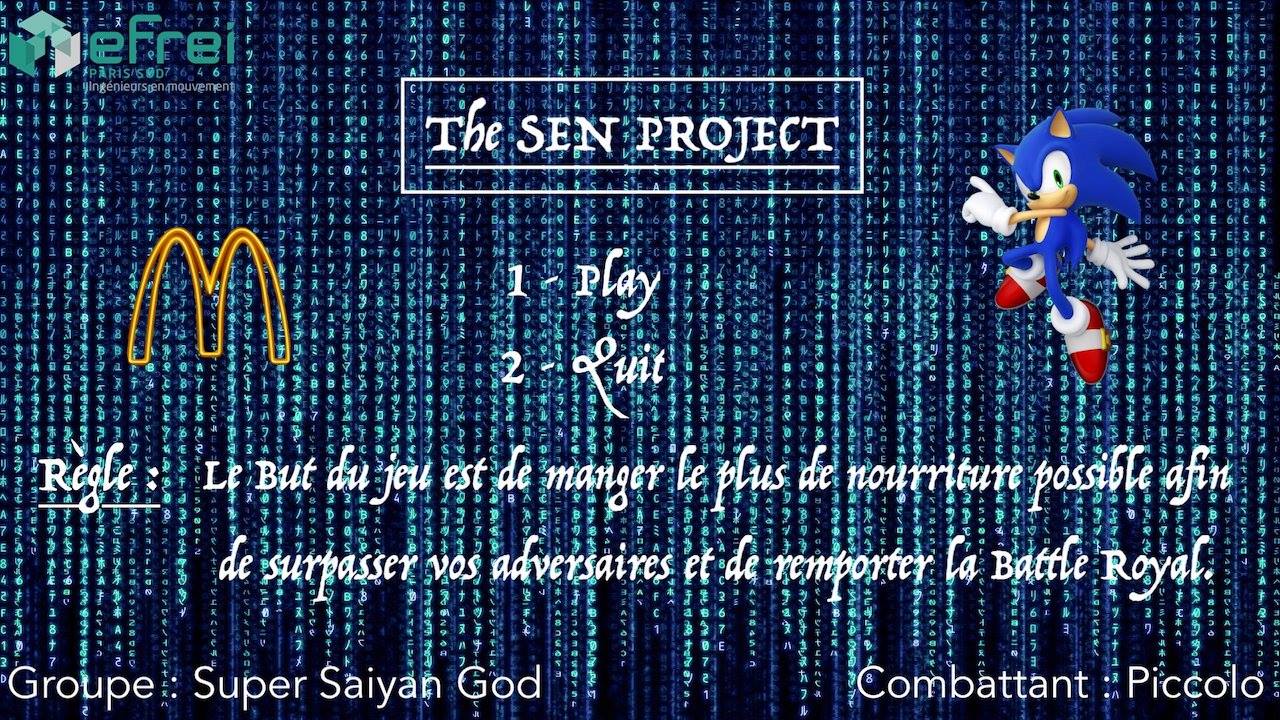 efrei
PARIS/SUD
Ingénieurs en mouvement
The SEN PROJECT
1 - Play
2 - Quit
Règle : Le But du jeu est de manger le plus de nourriture possible afin
de surpasser vos adversaires et de remporter la Battle Royal.
Groupe : Super Saiyan God
Combattant : Piccolo